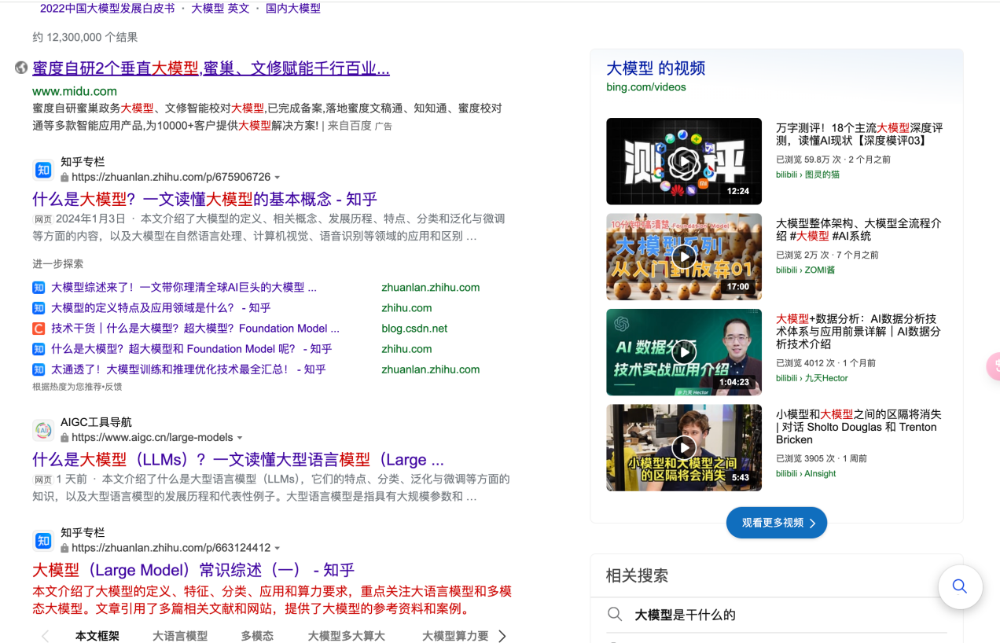 2022中国大模型发展白皮书 · 大模型 英文 · 国内大模型
约 12,300,000 个结果
蜜度自研2个垂直大模型,蜜巢、文修赋能千行百业...
www.midu.com
蜜度自研蜜巢政务大模型、文修智能校对大模型,已完成备案,落地蜜度文稿通、知知通、蜜度校对
通等多款智能应用产品,为10000+客户提供大模型解决方案! | 来自百度 广告
知乎专栏
https://zhuanlan.zhihu.com/p/675906726
什么是大模型？一文读懂大模型的基本概念 - 知乎
网页 2024年1月3日 · 本文介绍了大模型的定义、相关概念、发展历程、特点、分类和泛化与微调
等方面的内容，以及大模型在自然语言处理、计算机视觉、语音识别等领域的应用和区别 …
进一步探索
知 大模型综述来了！一文带你理清全球AI巨头的大模型 ... zhuanlan.zhihu.com
知 大模型的定义特点及应用领域是什么？ - 知乎 zhihu.com
C 技术干货｜什么是大模型？超大模型？Foundation Model ... blog.csdn.net
知 什么是大模型？超大模型和 Foundation Model 呢？ - 知乎 zhihu.com
知 太通透了！大模型训练和推理优化技术最全汇总！ - 知乎 zhuanlan.zhihu.com
根据热度为您推荐•反馈
AIGC工具导航
https://www.aigc.cn/large-models
什么是大模型（LLMs）？一文读懂大型语言模型（Large ...
网页 1 天前 · 本文介绍了什么是大型语言模型（LLMs），它们的特点、分类、泛化与微调等方面的
知识，以及大型语言模型的发展历程和代表性例子。大型语言模型是指具有大规模参数和 …
知
知乎专栏
https://zhuanlan.zhihu.com/p/663124412
大模型（Large Model）常识综述（一） - 知乎
本文介绍了大模型的定义、特征、分类、应用和算力要求，重点关注大语言模型和多模
态大模型。文章引用了多篇相关文献和网站，提供了大模型的参考资料和案例。
本文框架 大语言模型 多模态 大模型多大算大 大模型算力要
大模型 的视频
bing.com/videos
测评
12:24
万字测评！18个主流大模型深度评
测，读懂AI现状【深度模评03】
已浏览 59.8万 次 · 2 个月之前
bilibili › 图灵的猫
10分钟搞清楚 Foundation Model
大模型系列
从入门到放弃01
17:00
大模型整体架构、大模型全流程介
绍 #大模型 #AI系统
已浏览 2万 次 · 7 个月之前
bilibili › ZOMI酱
AI 数据分析
技术实战应用介绍
@九天 Hector
1:04:23
大模型+数据分析：AI数据分析技
术体系与应用前景详解｜AI数据分
析技术介绍
已浏览 4012 次 · 1 个月前
bilibili › 九天Hector
小模型和大模型之间
的区隔将会消失
5:43
小模型和大模型之间的区隔将消失
| 对话 Sholto Douglas 和 Trenton
Bricken
已浏览 3905 次 · 1 周前
bilibili › AInsight
观看更多视频
相关搜索
大模型是干什么的